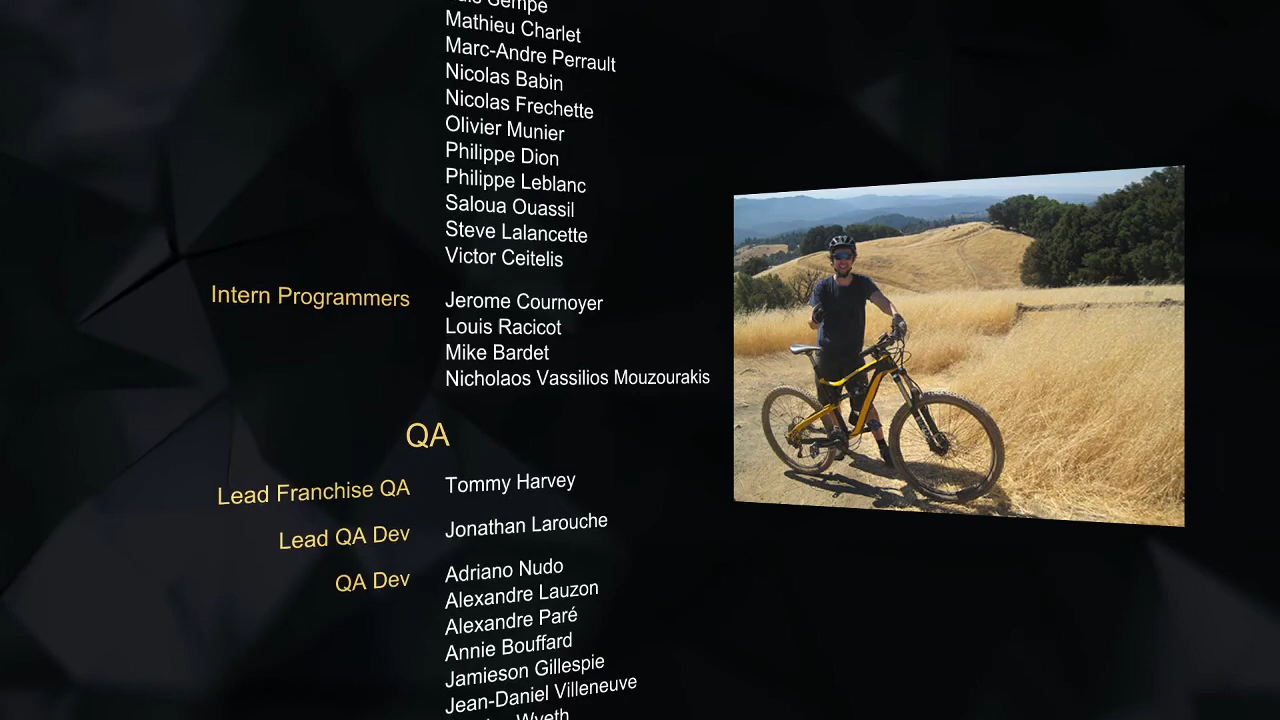 Sempe
Mathieu Charlet
Marc-Andre Perrault
Nicolas Babin
Nicolas Frechette
Olivier Munier
Philippe Dion
Philippe Leblanc
Saloua Ouassil
Steve Lalancette
Victor Ceitelis
Intern Programmers Jerome Cournoyer
Louis Racicot
Mike Bardet
Nicholaos Vassilios Mouzourakis
QA
Lead Franchise QA Tommy Harvey
Lead QA Dev Jonathan Larouche
QA Dev Adriano Nudo
Alexandre Lauzon
Alexandre Paré
Annie Bouffard
Jamieson Gillespie
Jean-Daniel Villeneuve
Wyeth